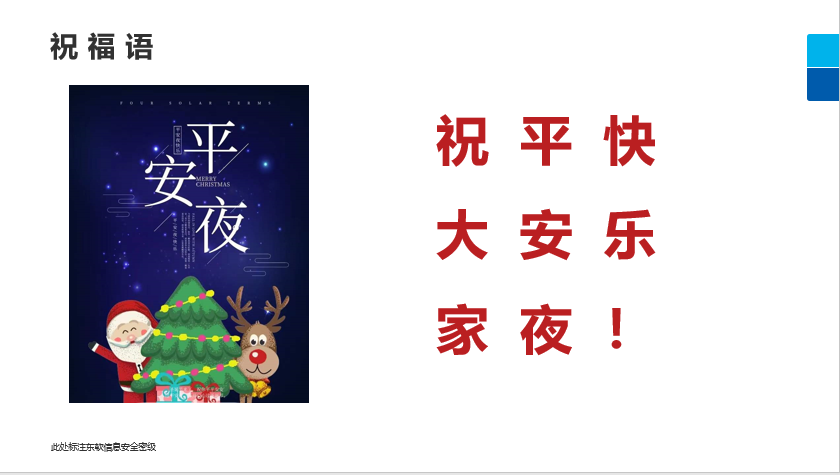 祝福语
FOUR SOLAR TERMS
平安夜
MERRY
CHRISTMAS
祝大家
平安夜
快乐！
此处标注东软信息安全密级